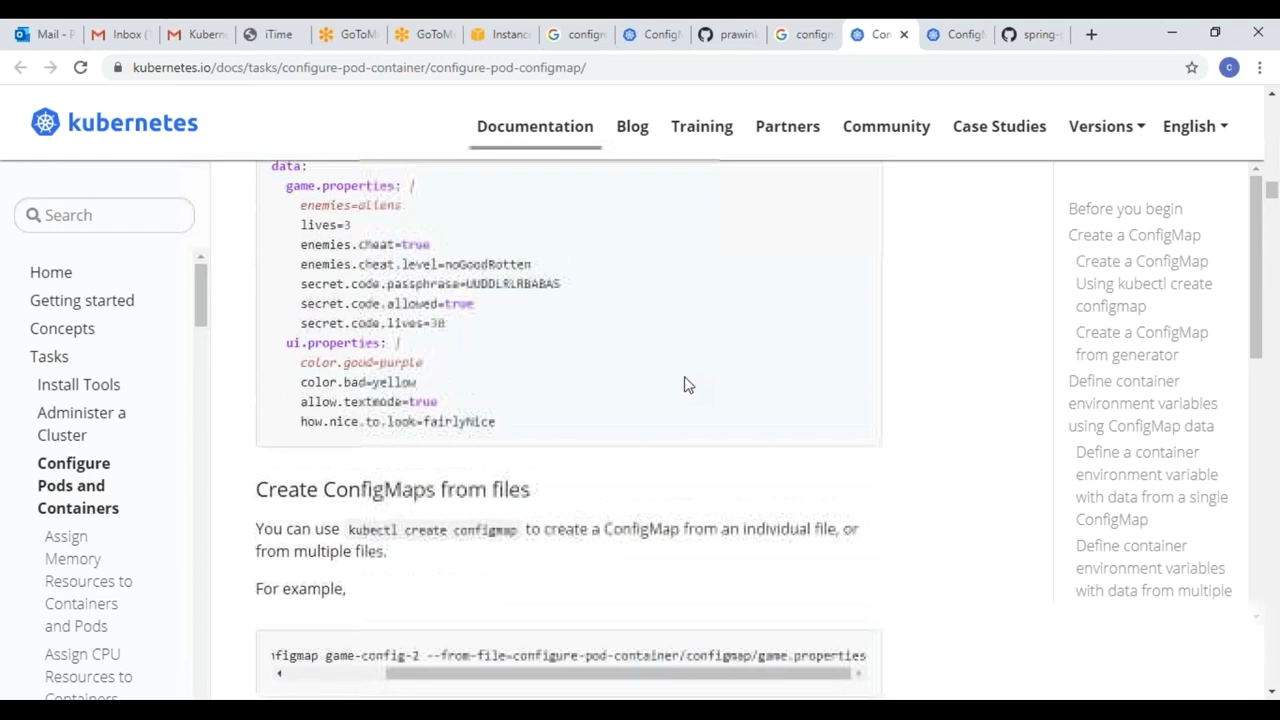 Mail - P
Inbox (
Kubern
iTime
GoToM
GoToM
Instanc
config
Config
prawin
config
Con
Config
spring-
kubernetes.io/docs/tasks/configure-pod-container/configure-pod-configmap/
C
kubernetes
Documentation
Blog
Training
Partners
Community
Case Studies
Versions
English
Search
Home
Getting started
Concepts
Tasks
Install Tools
Administer a
Cluster
Configure
Pods and
Containers
Assign
Memory
Resources to
Containers
and Pods
Assign CPU
Resources to
Containers
data:
game.properties: |
enemies=aliens
lives=3
enemies.cheat=true
enemies.cheat.level=noGoodRotten
secret.code.passphrase=UUDDLRLRBABAS
secret.code.allowed=true
secret.code.lives=30
ui.properties: |
color.good=purple
color.bad=yellow
allow.textmode=true
how.nice.to.look=fairlyNice
Create ConfigMaps from files
You can use kubectl create configmap to create a ConfigMap from an individual file, or
from multiple files.
For example,
nfigmap game-config-2 --from-file=configure-pod-container/configmap/game.properties
Before you begin
Create a ConfigMap
Create a ConfigMap
Using kubectl create
configmap
Create a ConfigMap
from generator
Define container
environment variables
using ConfigMap data
Define a container
environment variable
with data from a single
ConfigMap
Define container
environment variables
with data from multiple